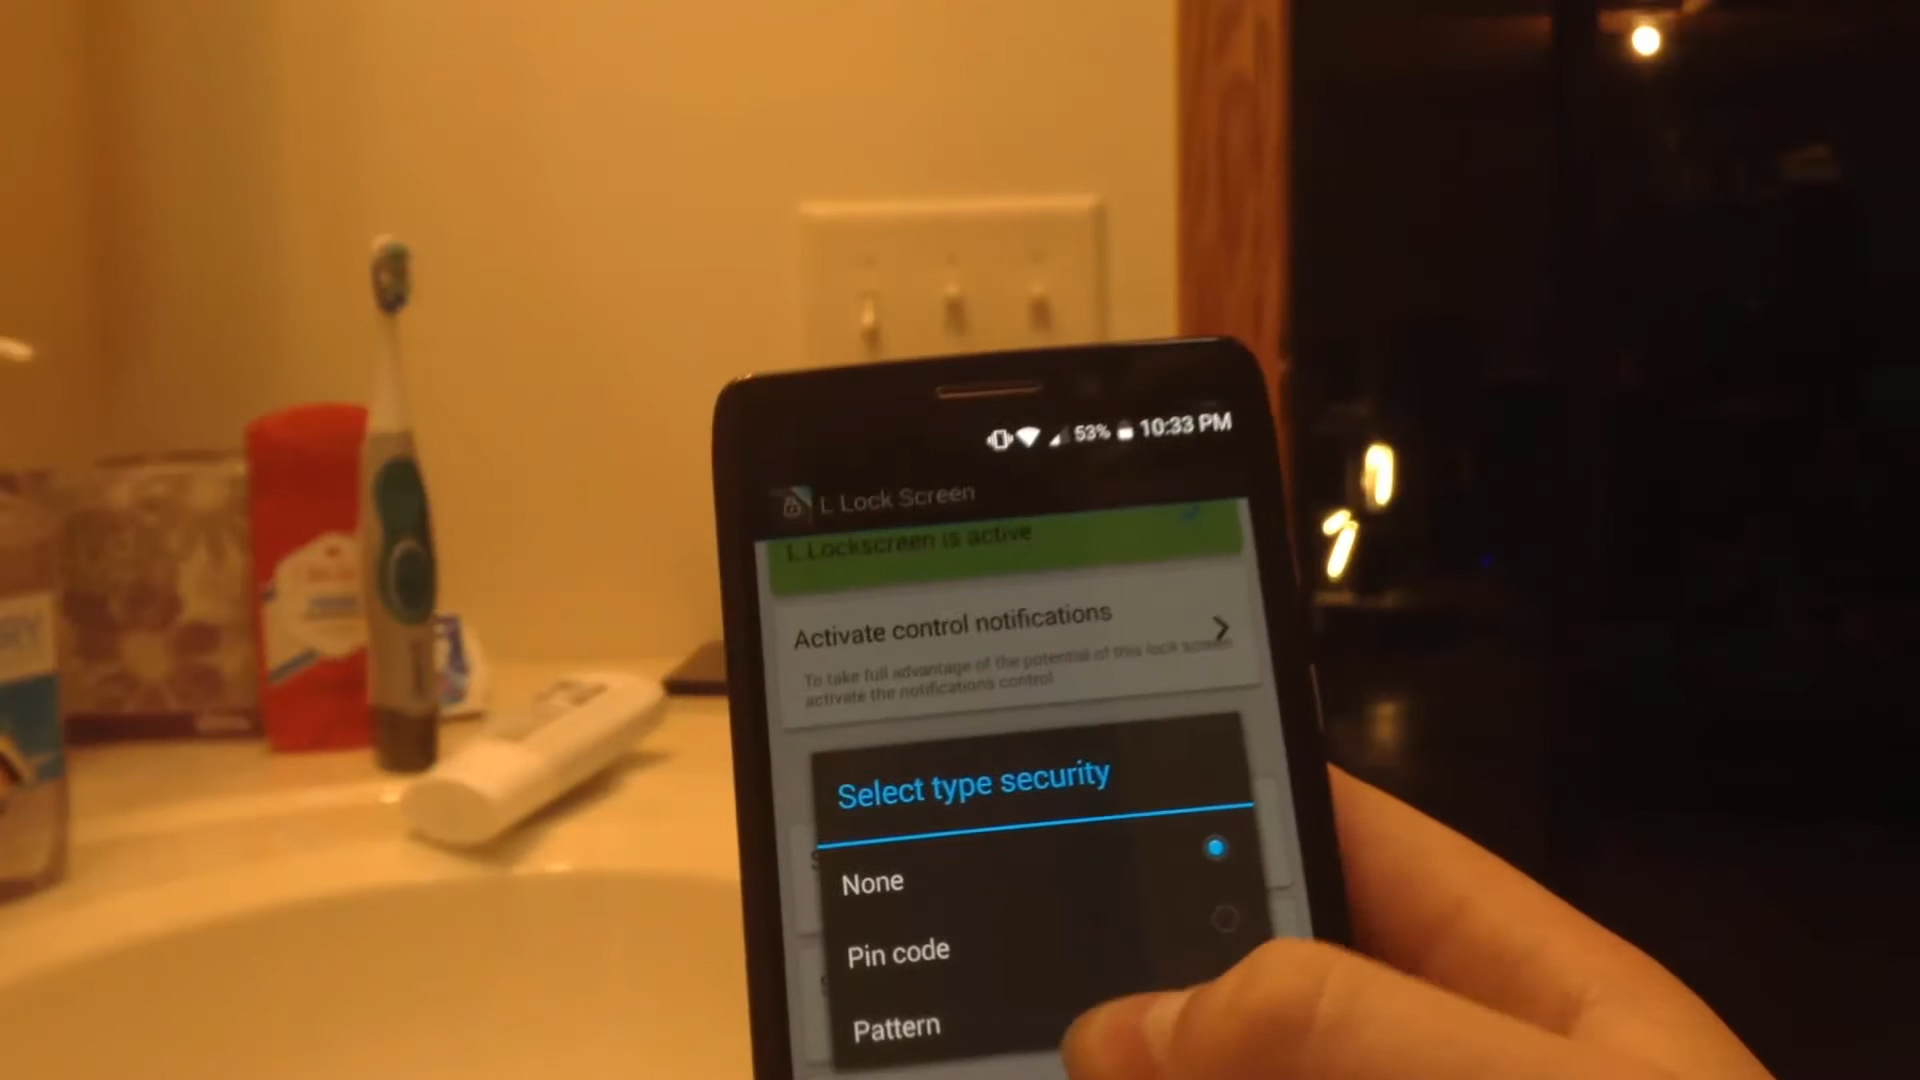 53% 10:33 PM
L Lock Screen
L Lockscreen is active
Activate control notifications
To take full advantage of the potential of this lock screen
activate the notifications control
Select type security
None
Pin code
Pattern
RY